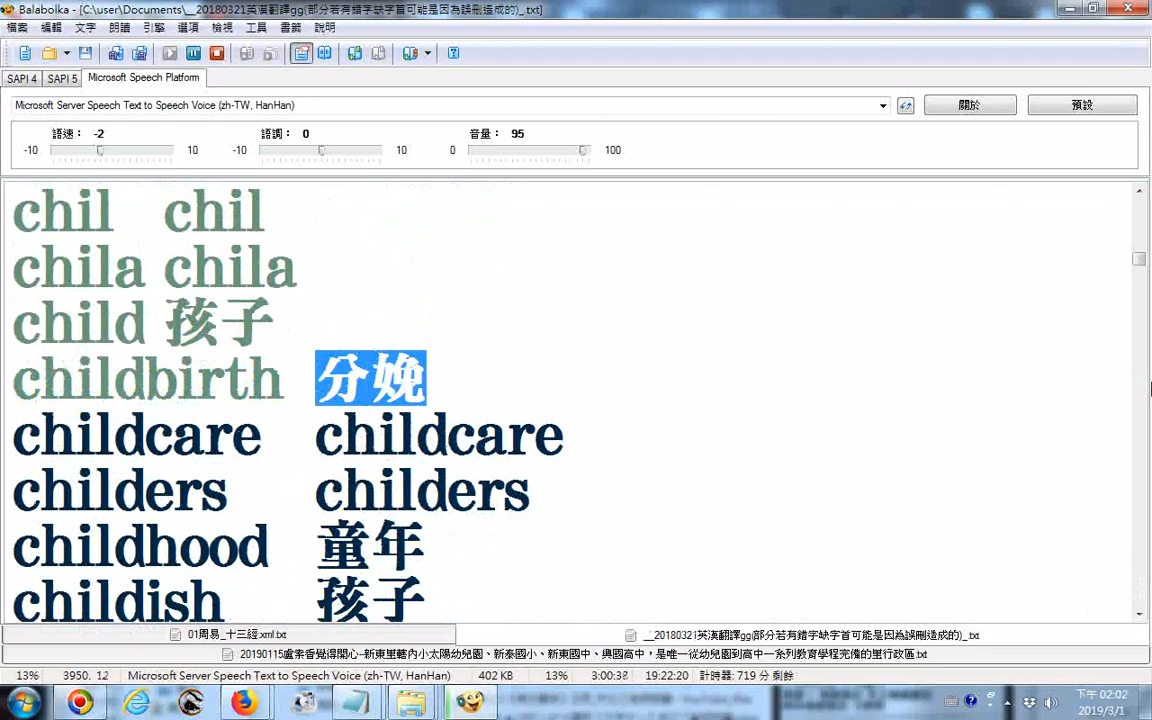 Balabolka - [C:\user\Documents\__20180321英漢翻譯gg(部分若有錯字缺字首可能是因為誤刪造成的)_.txt]
檔案 編輯 文字 朗讀 引擎 選項 檢視 工具 書籤 說明
SAPI 4 SAPI 5 Microsoft Speech Platform
Microsoft Server Speech Text to Speech Voice (zh-TW, HanHan) 關於 預設
語速： -2 語調： 0 音量： 95
-10 10 -10 10 0 100
chil chil
chila chila
child 孩子
childbirth 分娩
childcare childcare
childers childers
childhood 童年
childish 孩子
01周易_十三經.xml.txt __20180321英漢翻譯gg(部分若有錯字缺字首可能是因為誤刪造成的)_.txt
20190115盧素香覺得開心-新東里轄內小太陽幼兒園、新泰國小、新東國中、興國高中，是唯一從幼兒園到高中一系列教育學程完備的里行政區.txt
13% 3950, 12 Microsoft Server Speech Text to Speech Voice (zh-TW, HanHan) 402 KB 13% 3:00:38 19:22:20 計時器: 719 分 剩餘
下午 02:02
2019/3/1